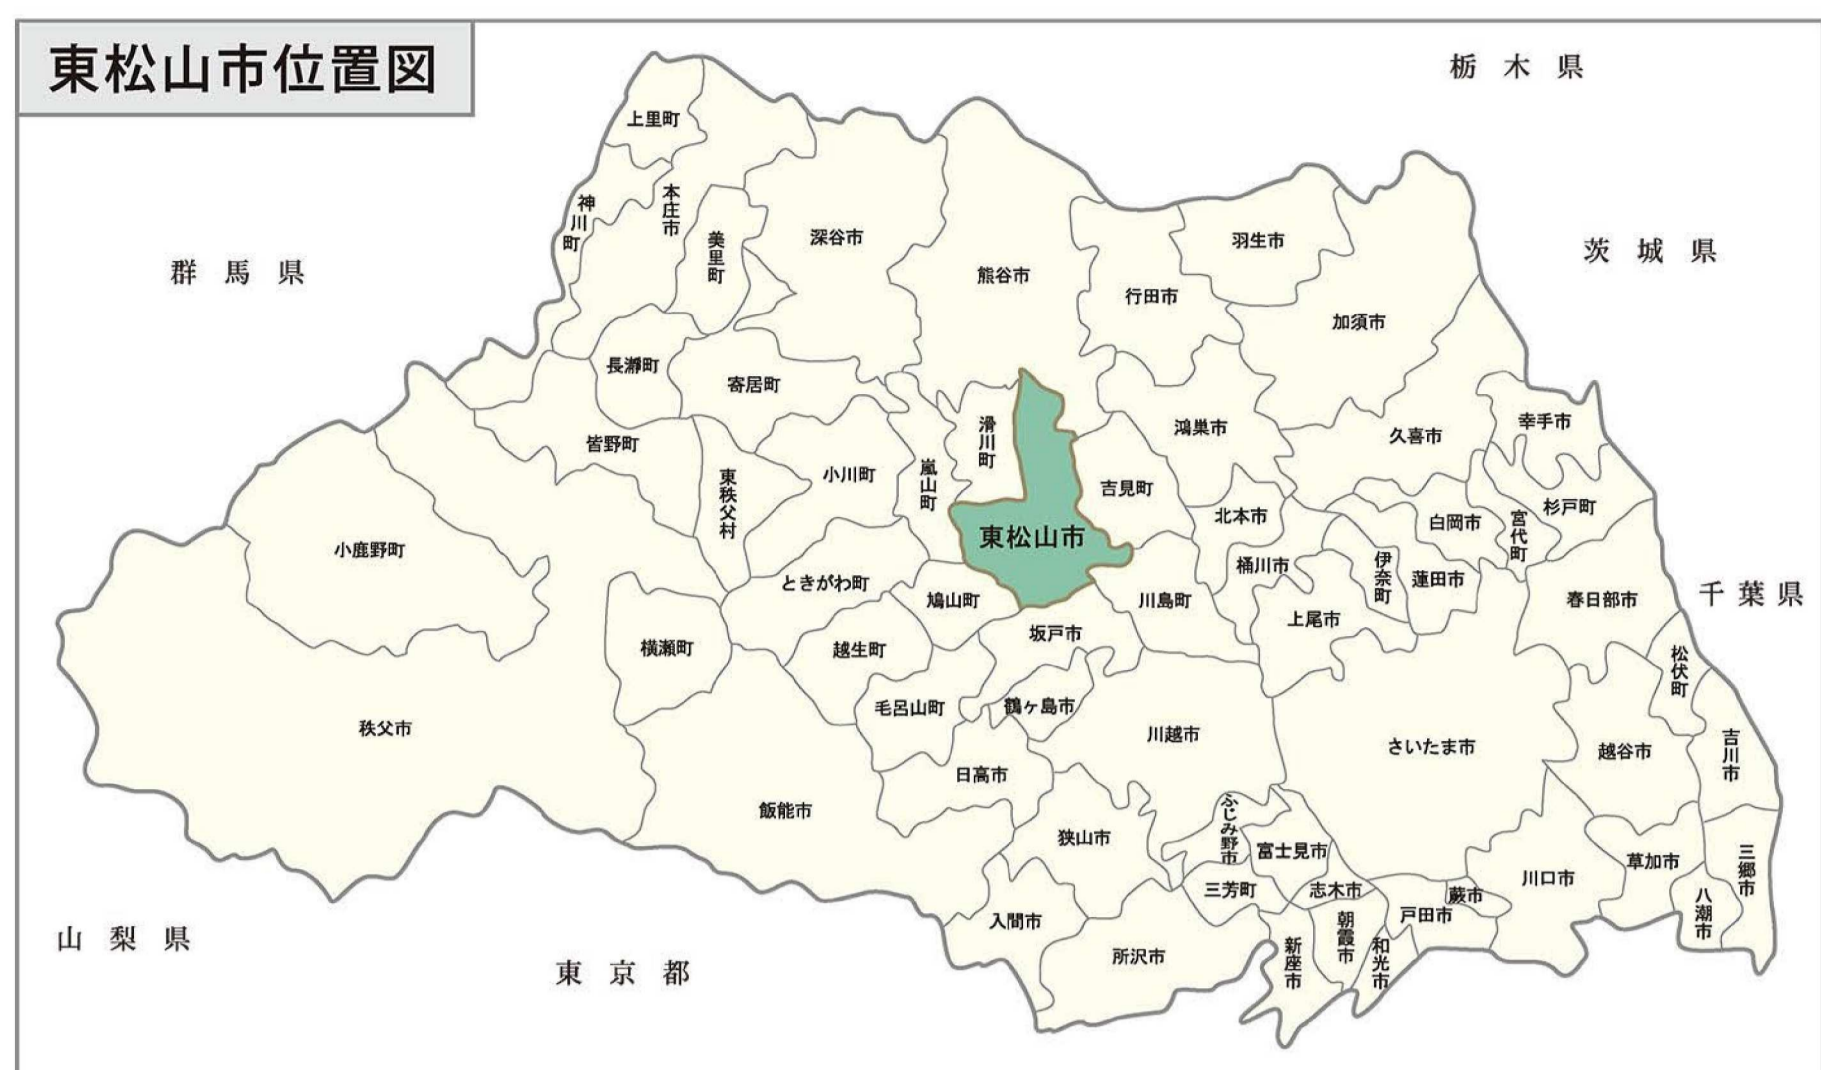 東松山市位置図
栃木県
群馬県
茨城県
千葉県
山梨県
東京都
上里町
神川町
本庄市
美里町
深谷市
熊谷市
行田市
羽生市
加須市
長瀞町
寄居町
皆野町
東秩父村
小川町
嵐山町
滑川町
吉見町
鴻巣市
久喜市
幸手市
北本市
白岡市
宮代町
杉戸町
東松山市
小鹿野町
ときがわ町
鳩山町
川島町
桶川市
伊奈町
蓮田市
上尾市
春日部市
横瀬町
越生町
坂戸市
松伏町
秩父市
毛呂山町
鶴ヶ島市
川越市
さいたま市
越谷市
吉川市
日高市
飯能市
狭山市
ふじみ野市
富士見市
三芳町
志木市
蕨市
川口市
草加市
三郷市
八潮市
戸田市
入間市
所沢市
新座市
朝霞市
和光市